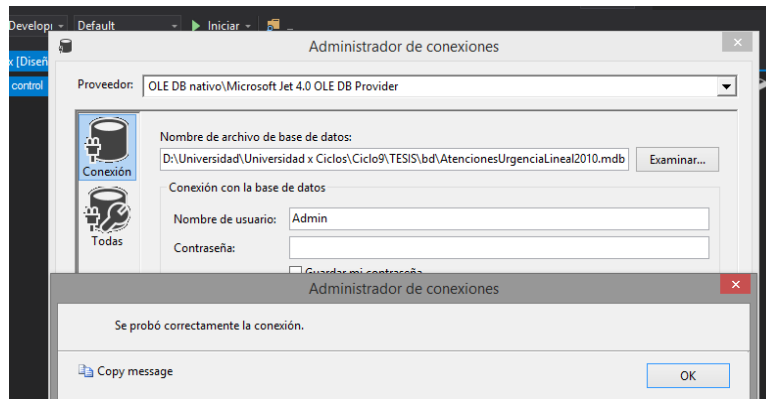 Developı Default Iniciar
Administrador de conexiones
x [Diseñ
control
Proveedor: OLE DB nativo\Microsoft Jet 4.0 OLE DB Provider
Conexión
Todas
Nombre de archivo de base de datos:
D:\Universidad\Universidad x Ciclos\Ciclo9\TESIS\bd\AtencionesUrgenciaLineal2010.mdb Examinar...
Conexión con la base de datos
Nombre de usuario: Admin
Contraseña:
Guardar mi contraseña
Administrador de conexiones
Se probó correctamente la conexión.
Copy message
OK